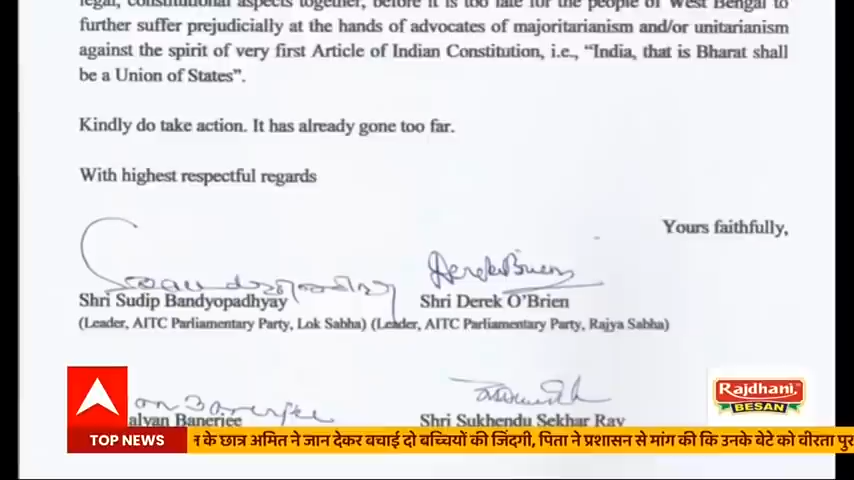 legal, constitutional aspects together, before it is too late for the people of West Bengal to
further suffer prejudicially at the hands of advocates of majoritarianism and/or unitarianism
against the spirit of very first Article of Indian Constitution, i.e., “India, that is Bharat shall
be a Union of States”.
Kindly do take action. It has already gone too far.
With highest respectful regards
Yours faithfully,
Derek O'Brien
Shri Sudip Bandyopadhyay
Shri Derek O’Brien
(Leader, AITC Parliamentary Party, Lok Sabha) (Leader, AITC Parliamentary Party, Rajya Sabha)
alyan Banerjee
Shri Sukhendu Sekhar Ray
Rajdhani
BESAN
TOP NEWS
न के छात्र अमित ने जान देकर बचाई दो बच्चियों की जिंदगी, पिता ने प्रशासन से मांग की कि उनके बेटे को वीरता पुर